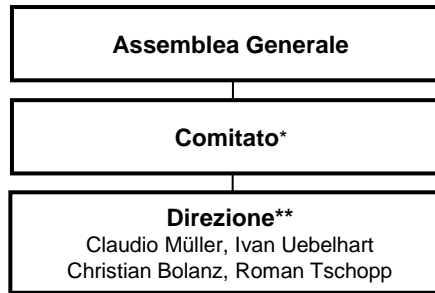 Assemblea Generale
Comitato*
Direzione**
Claudio Müller, Ivan Uebelhart
Christian Bolanz, Roman Tschopp